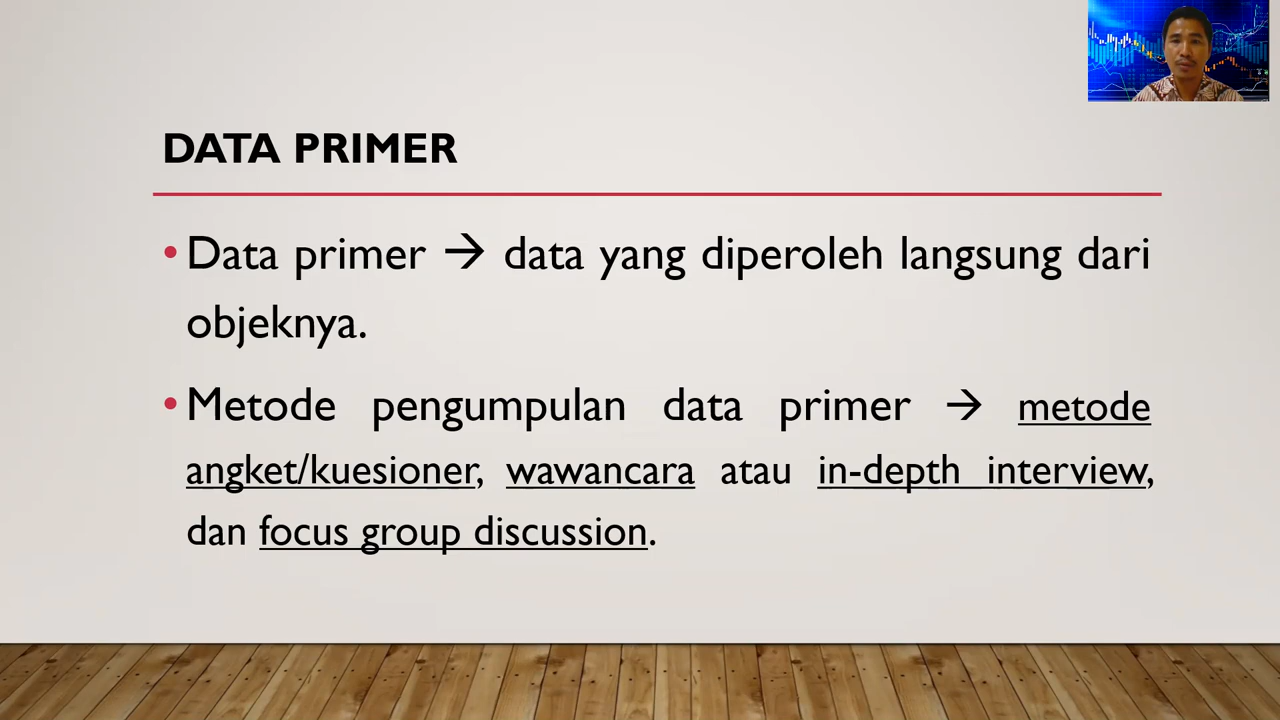 DATA PRIMER
• Data primer → data yang diperoleh langsung dari
objeknya.
• Metode pengumpulan data primer → metode
angket/kuesioner, wawancara atau in-depth interview,
dan focus group discussion.